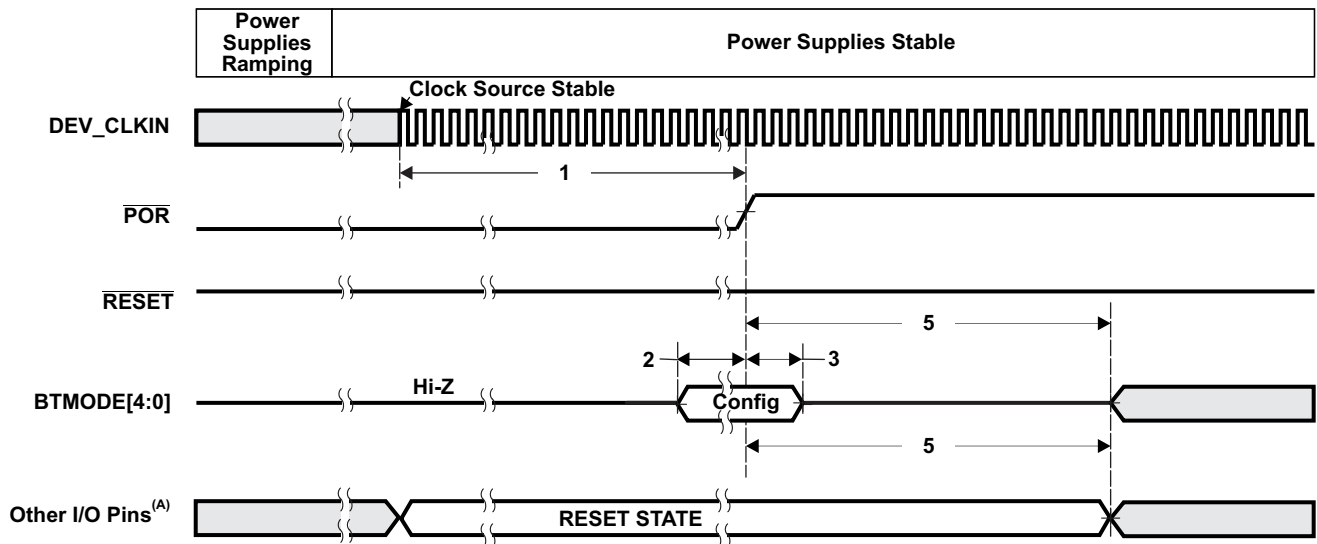 Power
Supplies
Ramping
Power Supplies Stable
Clock Source Stable
DEV_CLKIN
1
POR
RESET
5
2
3
Hi-Z
BTMODE[4:0]
Config
5
Other I/O Pins(A)
RESET STATE